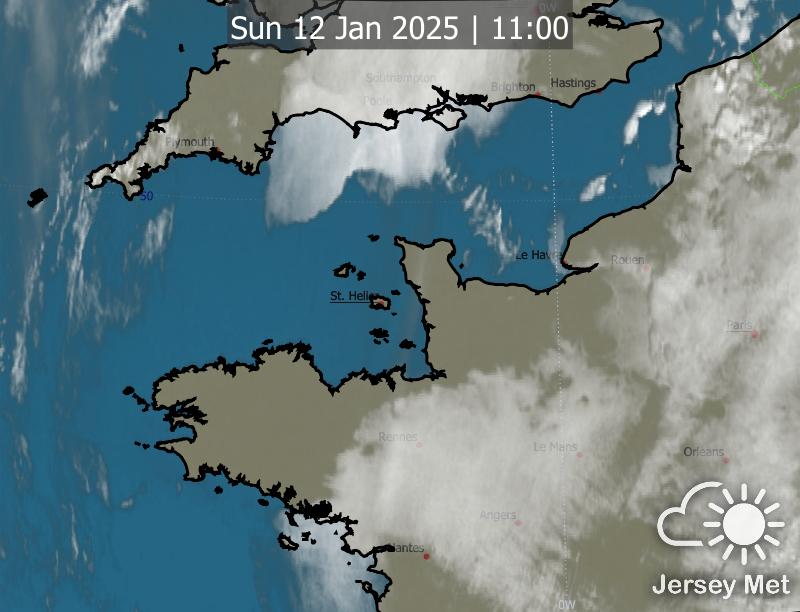 Sun 12 Jan 2025 | 11:00
0W
Southampton
Brighton
Hastings
Poole
Plymouth
50
Le Havre
Rouen
St. Helier
Paris
Rennes
Le Mans
Orleans
Angers
Nantes
Jersey Met
0W